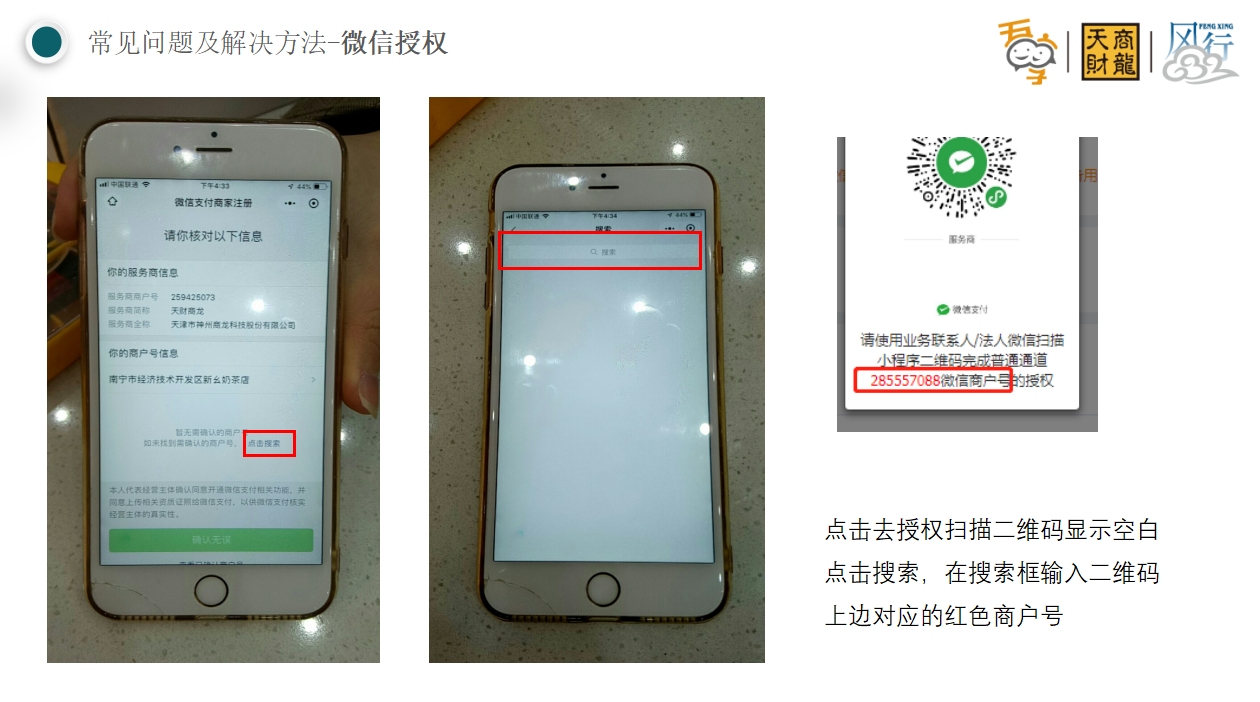 常见问题及解决方法-微信授权
吾享
天商
财龍
FENG XING
风行
中国联通
下午4:33
44%
微信支付商家注册
请你核对以下信息
你的服务商信息
服务商商户号 259425073
服务商简称 天财商龙
服务商全称 天津市神州商龙科技股份有限公司
你的商户号信息
南宁市经济技术开发区新幺奶茶店
暂无需确认的商户号
如未找到需确认的商户号，点击搜索
本人代表经营主体确认同意开通微信支付相关功能，并
同意上传相关资质证照给微信支付，以供微信支付核实
经营主体的真实性。
确认无误
中国联通
下午4:34
44%
搜索
搜索
服务商
微信支付
请使用业务联系人/法人微信扫描
小程序二维码完成普通通道
285557088微信商户号的授权
点击去授权扫描二维码显示空白
点击搜索，在搜索框输入二维码
上边对应的红色商户号